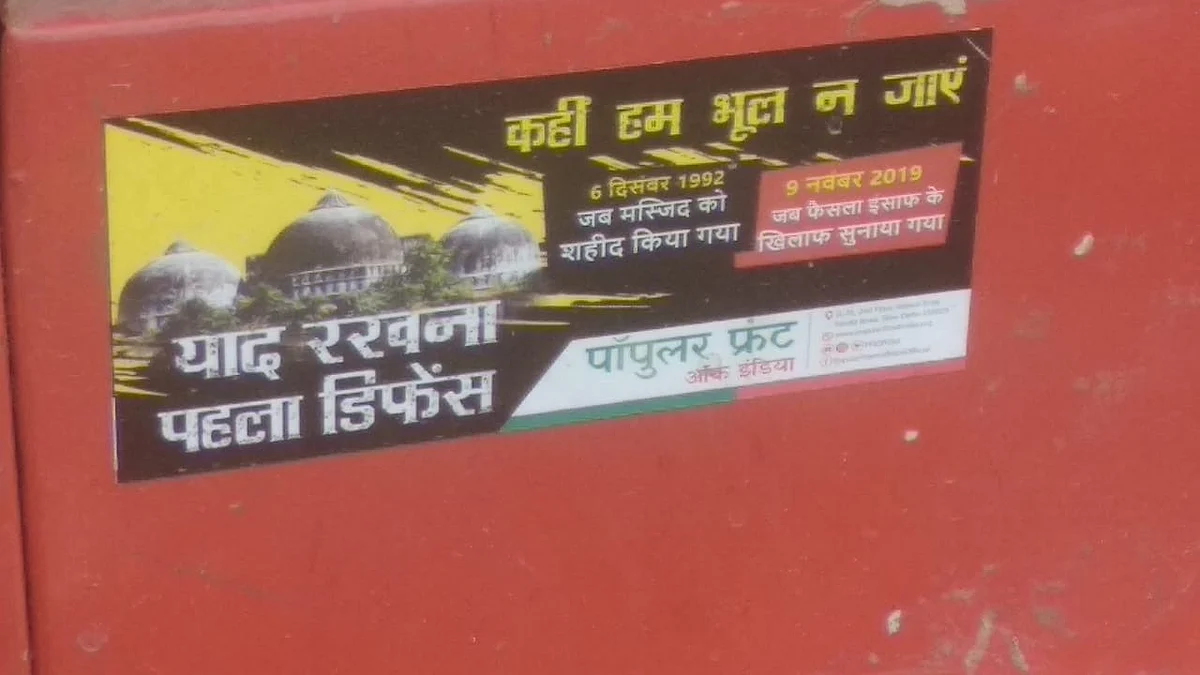 कहीं हम भूल न जाएं
6 दिसंबर 1992
जब मस्जिद को
शहीद किया गया
9 नवंबर 2019
जब फैसला इंसाफ के
खिलाफ सुनाया गया
याद रखना
पहला डिफेंस
पॉपुलर फ्रंट
ऑफ इंडिया